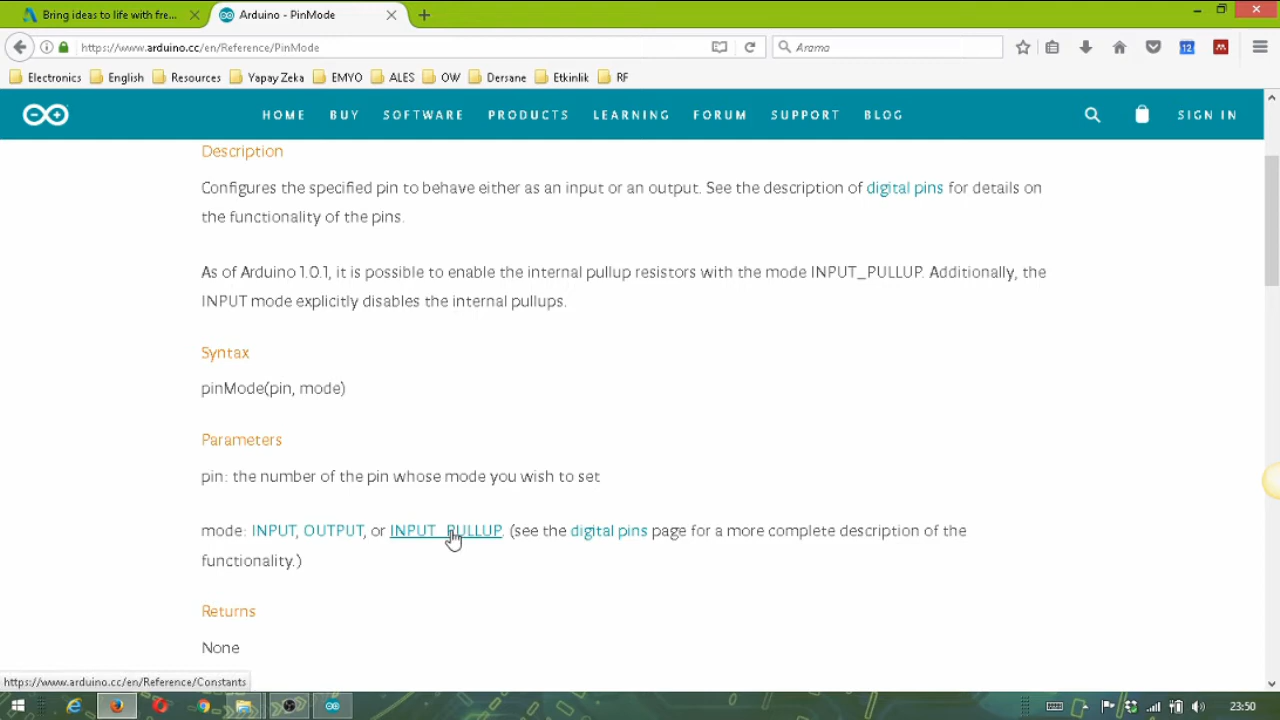 Bring ideas to life with fre...
Arduino - PinMode
https://www.arduino.cc/en/Reference/PinMode
Arama
12
Electronics English Resources Yapay Zeka EMYO ALES OW Dersane Etkinlik RF
HOME BUY SOFTWARE PRODUCTS LEARNING FORUM SUPPORT BLOG SIGN IN
Description
Configures the specified pin to behave either as an input or an output. See the description of digital pins for details on
the functionality of the pins.
As of Arduino 1.0.1, it is possible to enable the internal pullup resistors with the mode INPUT_PULLUP. Additionally, the
INPUT mode explicitly disables the internal pullups.
Syntax
pinMode(pin, mode)
Parameters
pin: the number of the pin whose mode you wish to set
mode: INPUT, OUTPUT, or INPUT_PULLUP. (see the digital pins page for a more complete description of the
functionality.)
Returns
None
https://www.arduino.cc/en/Reference/Constants
23:50